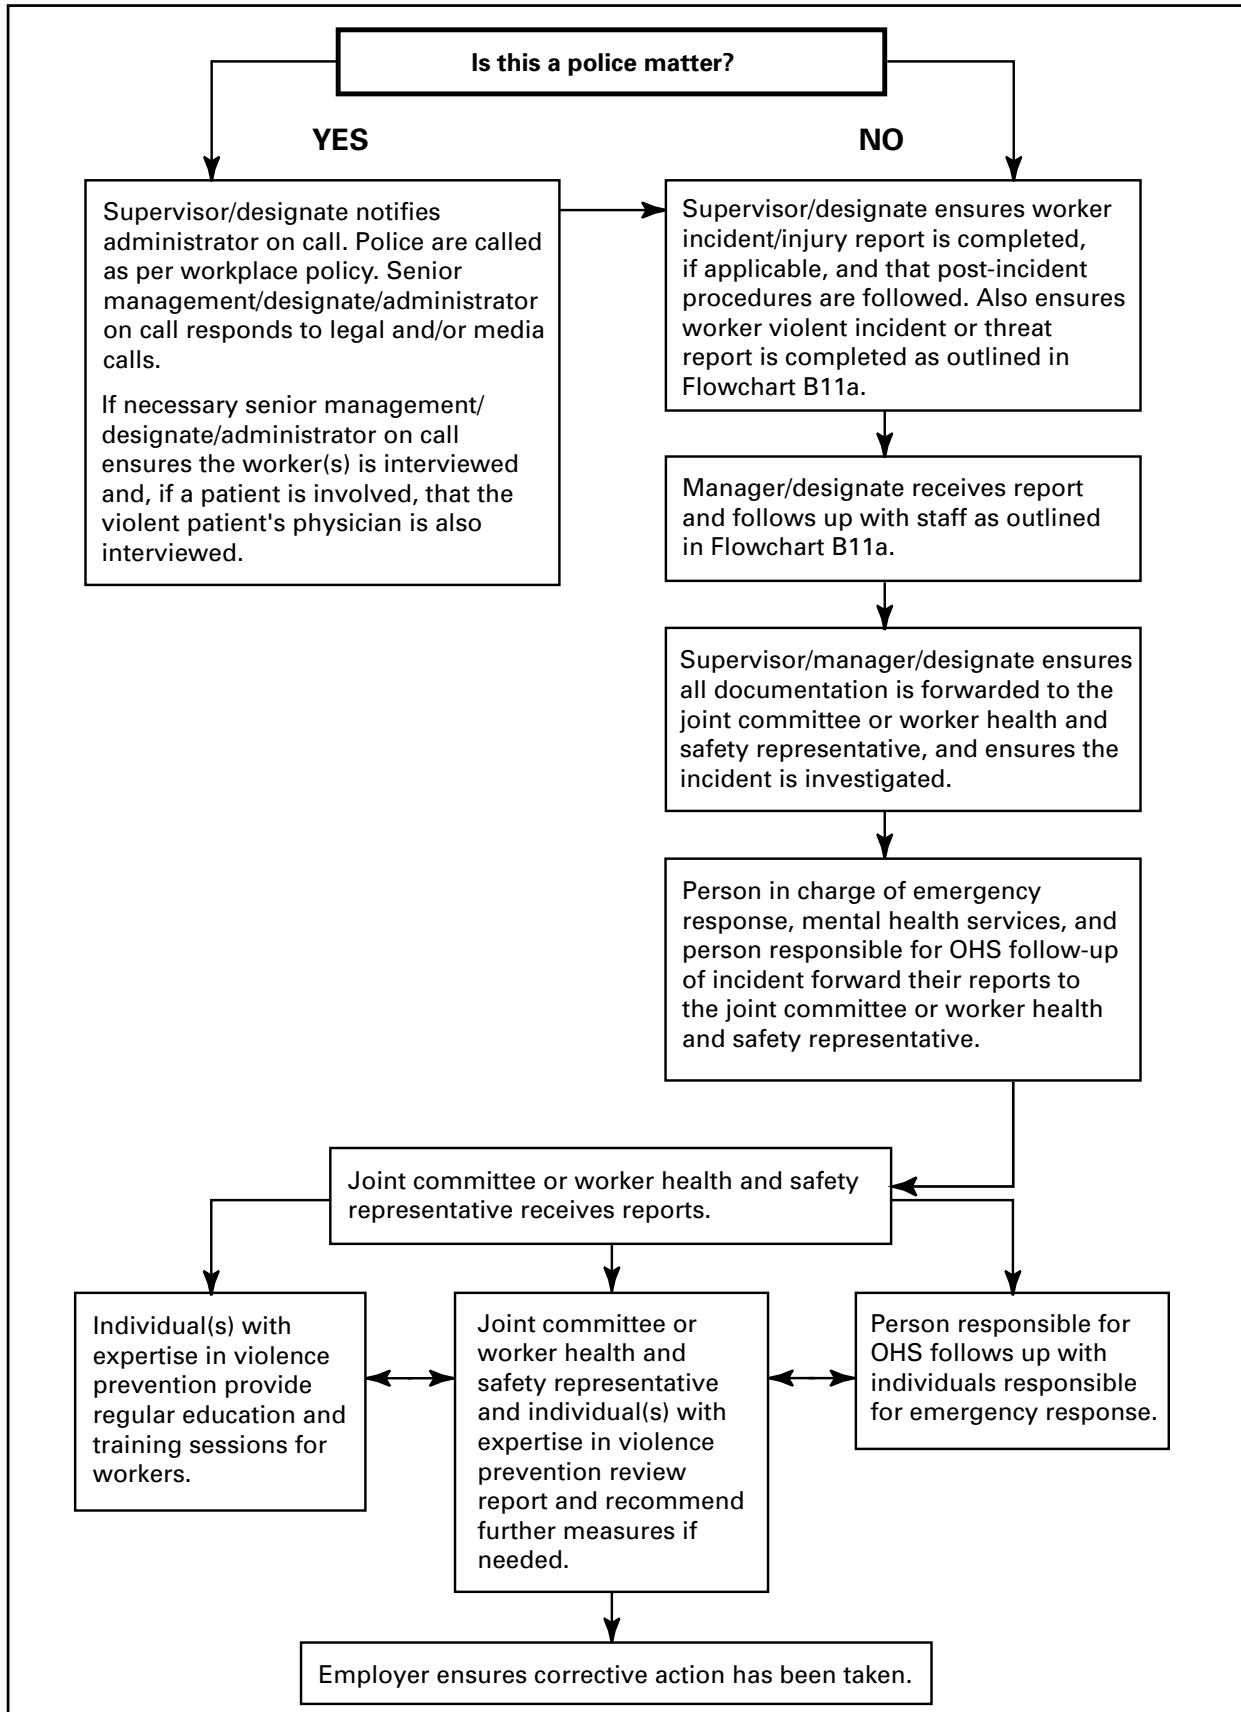 Is this a police matter?
YES
NO
Supervisor/designate notifies
administrator on call. Police are called
as per workplace policy. Senior
management/designate/administrator
on call responds to legal and/or media
calls.
If necessary senior management/
designate/administrator on call
ensures the worker(s) is interviewed
and, if a patient is involved, that the
violent patient's physician is also
interviewed.
Supervisor/designate ensures worker
incident/injury report is completed,
if applicable, and that post-incident
procedures are followed. Also ensures
worker violent incident or threat
report is completed as outlined in
Flowchart B11a.
Manager/designate receives report
and follows up with staff as outlined
in Flowchart B11a.
Supervisor/manager/designate ensures
all documentation is forwarded to the
joint committee or worker health and
safety representative, and ensures the
incident is investigated.
Person in charge of emergency
response, mental health services, and
person responsible for OHS follow-up
of incident forward their reports to
the joint committee or worker health
and safety representative.
Joint committee or worker health and safety
representative receives reports.
Individual(s) with
expertise in violence
prevention provide
regular education and
training sessions for
workers.
Joint committee or
worker health and
safety representative
and individual(s) with
expertise in violence
prevention review
report and recommend
further measures if
needed.
Person responsible for
OHS follows up with
individuals responsible
for emergency response.
Employer ensures corrective action has been taken.